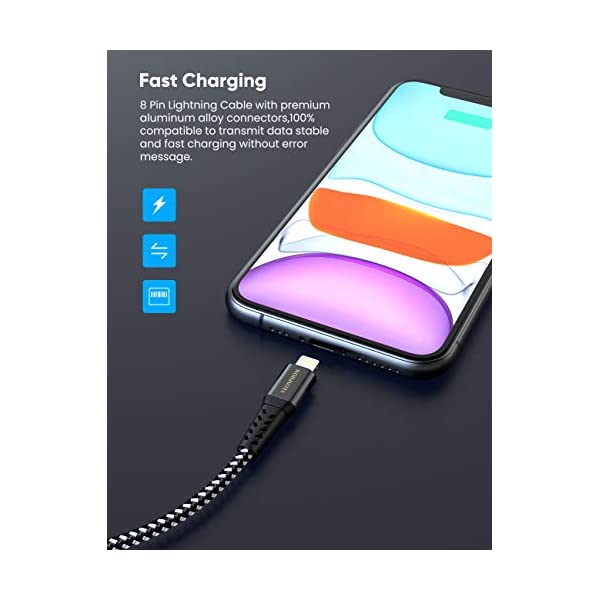 Fast Charging
8 Pin Lightning Cable with premium
aluminum alloy connectors,100%
compatible to transmit data stable
and fast charging without error
message.